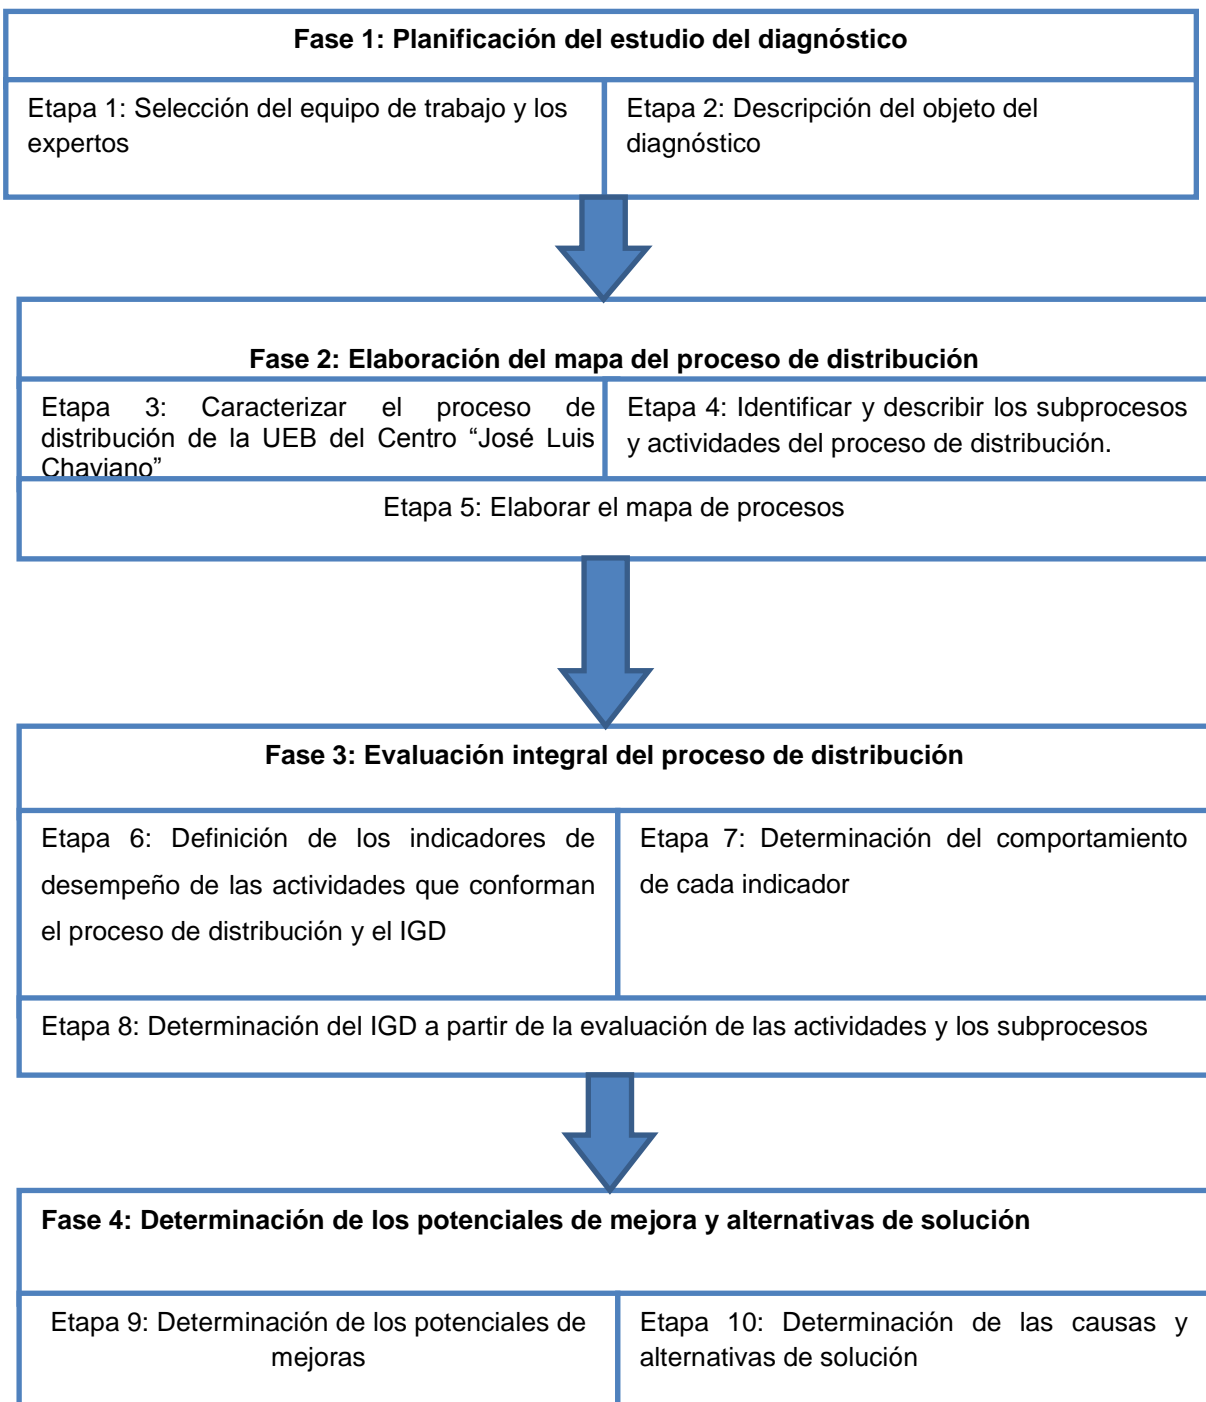 Fase 1: Planificación del estudio del diagnóstico
Etapa 1: Selección del equipo de trabajo y los
expertos
Etapa 2: Descripción del objeto del
diagnóstico
Fase 2: Elaboración del mapa del proceso de distribución
Etapa 3: Caracterizar el proceso de
distribución de la UEB del Centro “José Luis
Chaviano”
Etapa 4: Identificar y describir los subprocesos
y actividades del proceso de distribución.
Etapa 5: Elaborar el mapa de procesos
Fase 3: Evaluación integral del proceso de distribución
Etapa 6: Definición de los indicadores de
desempeño de las actividades que conforman
el proceso de distribución y el IGD
Etapa 7: Determinación del comportamiento
de cada indicador
Etapa 8: Determinación del IGD a partir de la evaluación de las actividades y los subprocesos
Fase 4: Determinación de los potenciales de mejora y alternativas de solución
Etapa 9: Determinación de los potenciales de
mejoras
Etapa 10: Determinación de las causas y
alternativas de solución